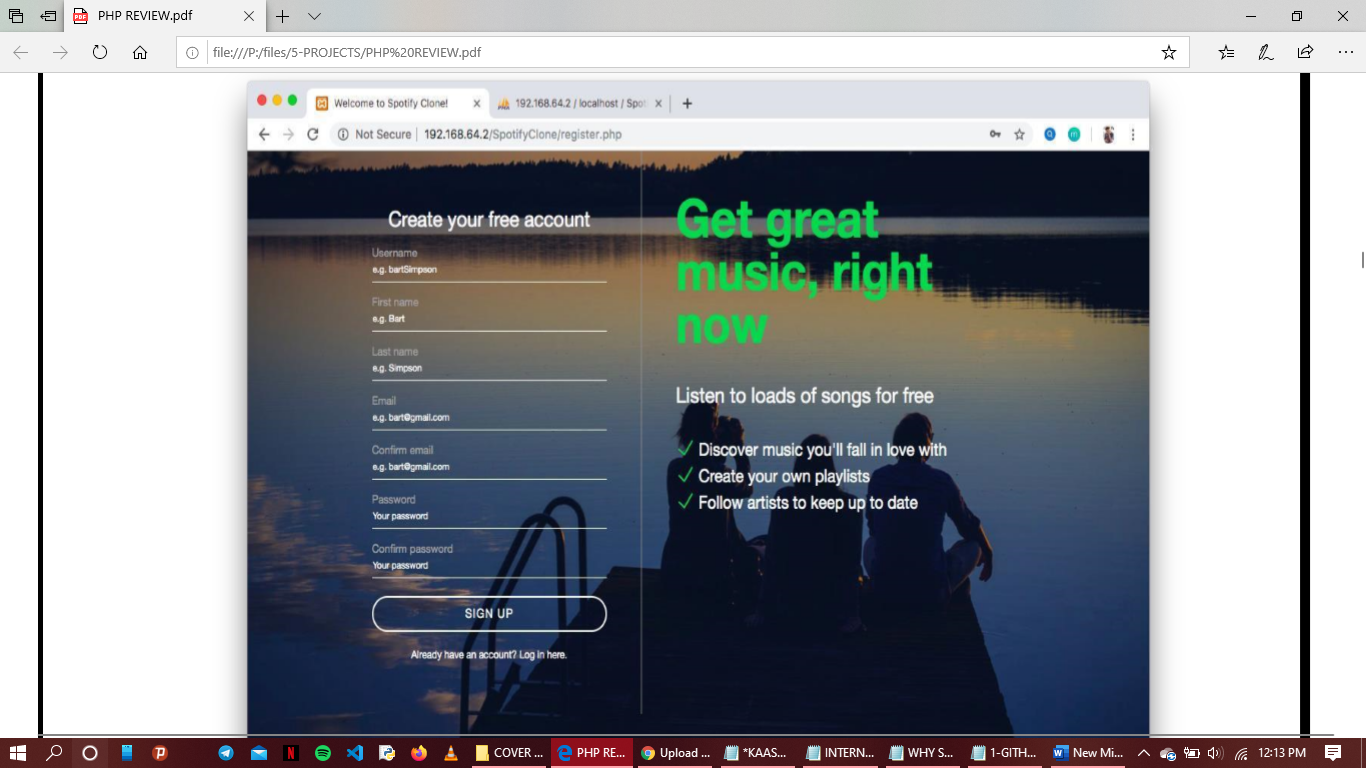 PHP REVIEW.pdf
file:///P:/files/5-PROJECTS/PHP%20REVIEW.pdf
Welcome to Spotify Clone!
192.168.64.2 / localhost / Spot
Not Secure | 192.168.64.2/SpotifyClone/register.php
Create your free account
Username
e.g. bartSimpson
First name
e.g. Bart
Last name
e.g. Simpson
Email
e.g. bart@gmail.com
Confirm email
e.g. bart@gmail.com
Password
Your password
Confirm password
Your password
SIGN UP
Already have an account? Log in here.
Get great
music, right
now
Listen to loads of songs for free
Discover music you'll fall in love with
Create your own playlists
Follow artists to keep up to date
COVER ...
PHP RE...
Upload ...
*KAAS...
INTERN...
WHY S...
1-GITH...
New Mi...
12:13 PM